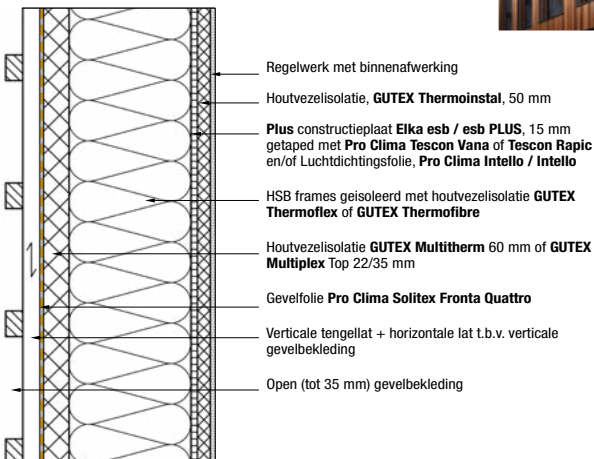 Regelwerk met binnenafwerking
Houtvezelisolatie, GUTEX Thermoinstal, 50 mm
Plus constructieplaat Elka esb / esb PLUS, 15 mm
getaped met Pro Clima Tescon Vana of Tescon Rapic
en/of Luchtdichtingsfolie, Pro Clima Intello / Intello
HSB frames geisoleerd met houtvezelisolatie GUTEX
Thermoflex of GUTEX Thermofibre
Houtvezelisolatie GUTEX Multitherm 60 mm of GUTEX
Multiplex Top 22/35 mm
Gevelfolie Pro Clima Solitex Fronta Quattro
Verticale tengellat + horizontale lat t.b.v. verticale
gevelbekleding
Open (tot 35 mm) gevelbekleding